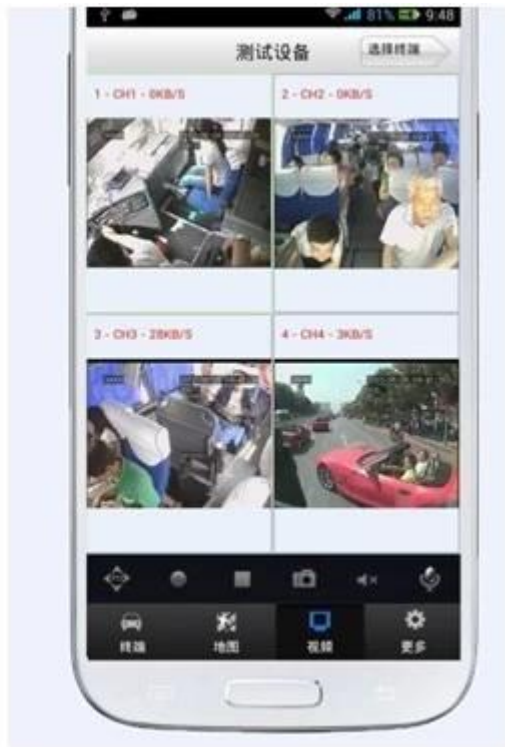 81% 9:48
测试设备 选择终端
1 - CH1 - 0KB/S
2 - CH2 - 0KB/S
3 - CH3 - 28KB/S
4 - CH4 - 3KB/S
终端 地图 视频 更多